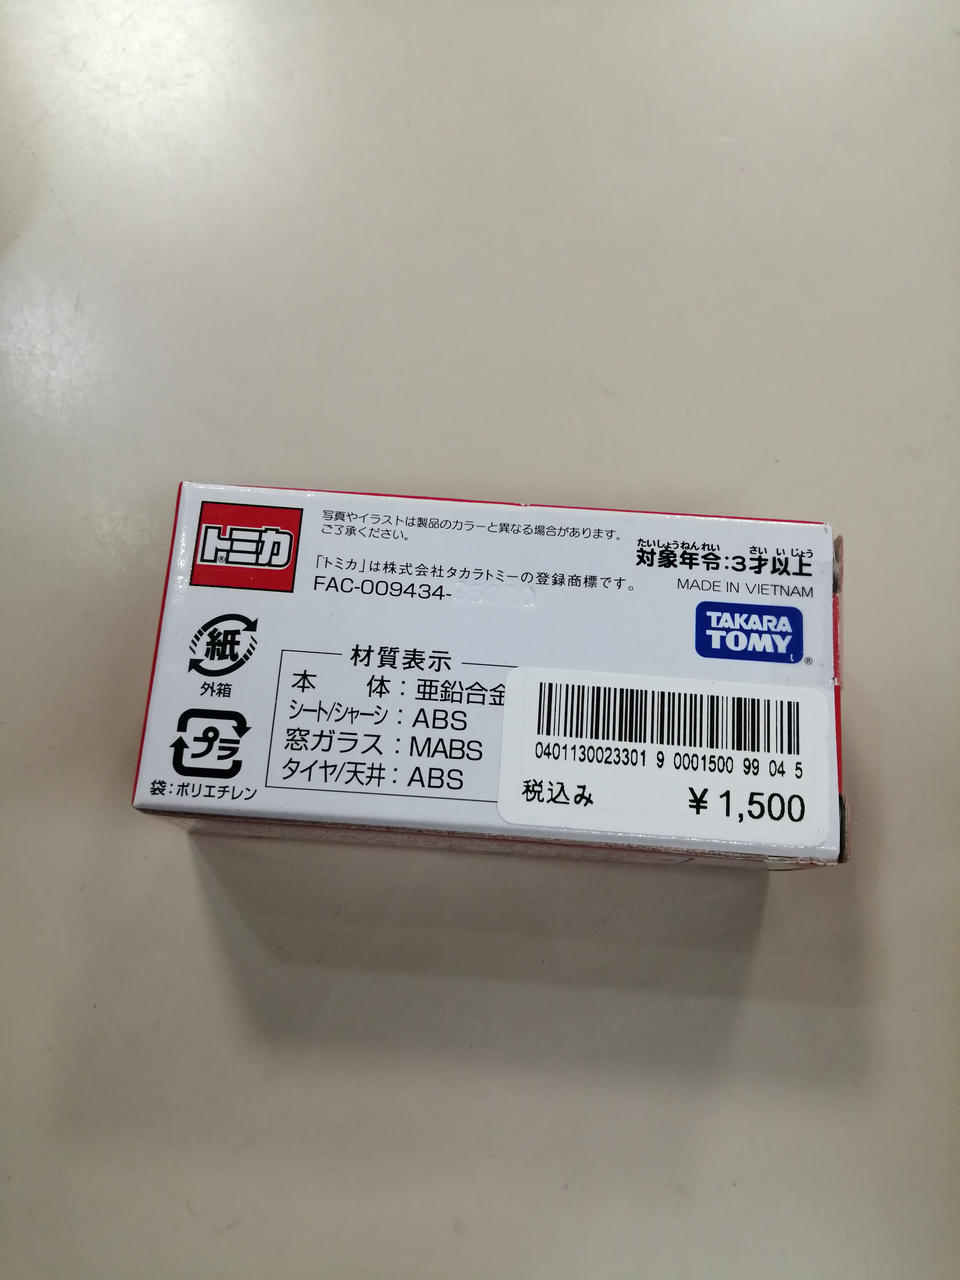 トミカ®
写真やイラストは製品のカラーと異なる場合があります。
ご了承ください。
「トミカ」は株式会社タカラトミーの登録商標です。
FAC-009434-
たいしょうねんれい さい いじょう
対象年令:3才以上
MADE IN VIETNAM
TAKARA
TOMY
®
紙
外箱
プラ
袋:ポリエチレン
材質表示
本 体:亜鉛合金
シート/シャーシ:ABS
窓ガラス:MABS
タイヤ/天井:ABS
0401130023301 9 0001500 99 04 5
税込み ¥1,500